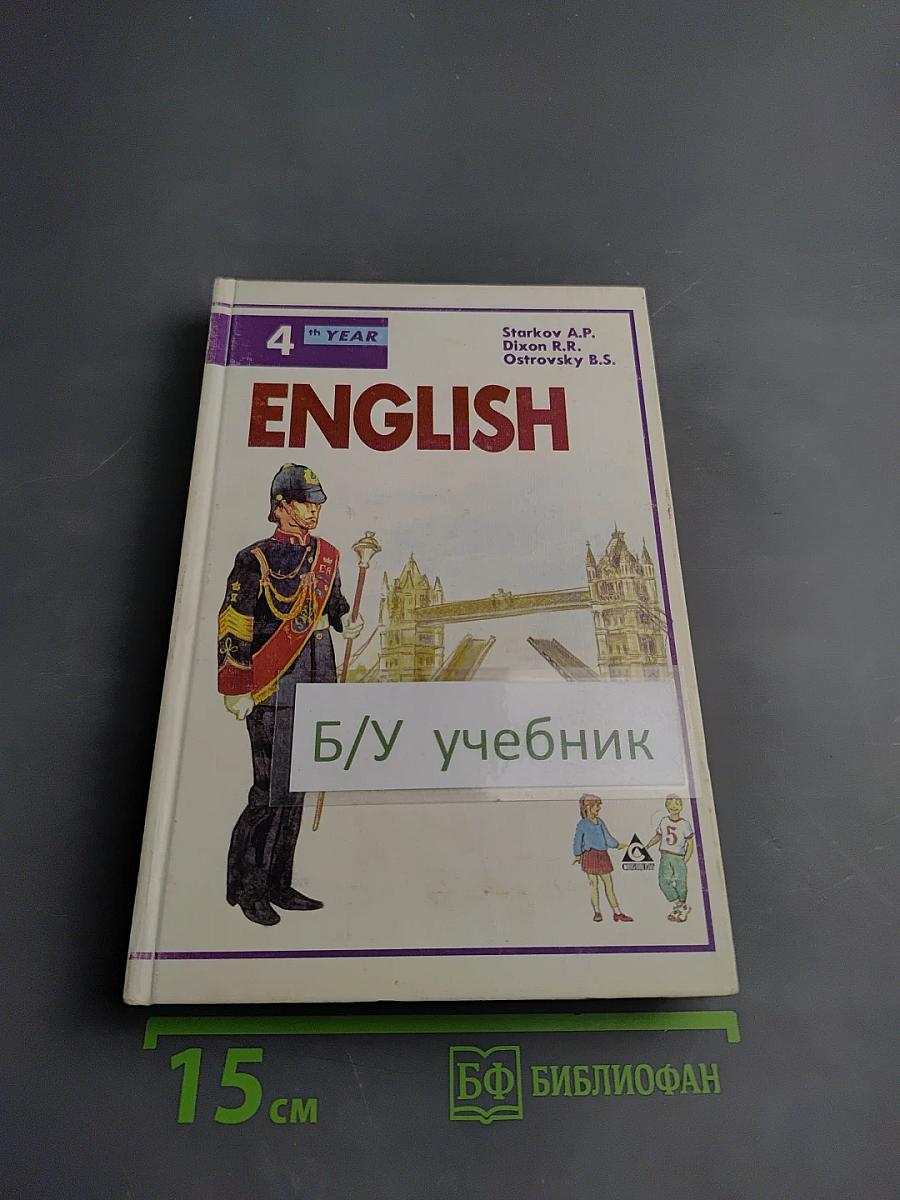 4 th YEAR
Starkov A.P.
Dixon R.R.
Ostrovsky B.S.
ENGLISH
Б/У учебник
5
15 см
БФ БИБЛИОФАН